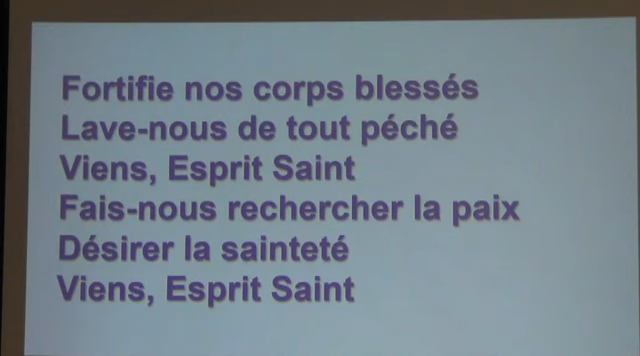 Fortifie nos corps blessés
Lave-nous de tout péché
Viens, Esprit Saint
Fais-nous rechercher la paix
Désirer la sainteté
Viens, Esprit Saint